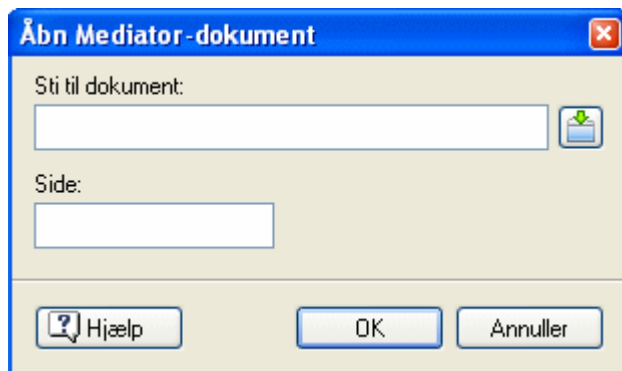 Åbn Mediator-dokument
Sti til dokument:
Side:
Hjælp
OK
Annuller